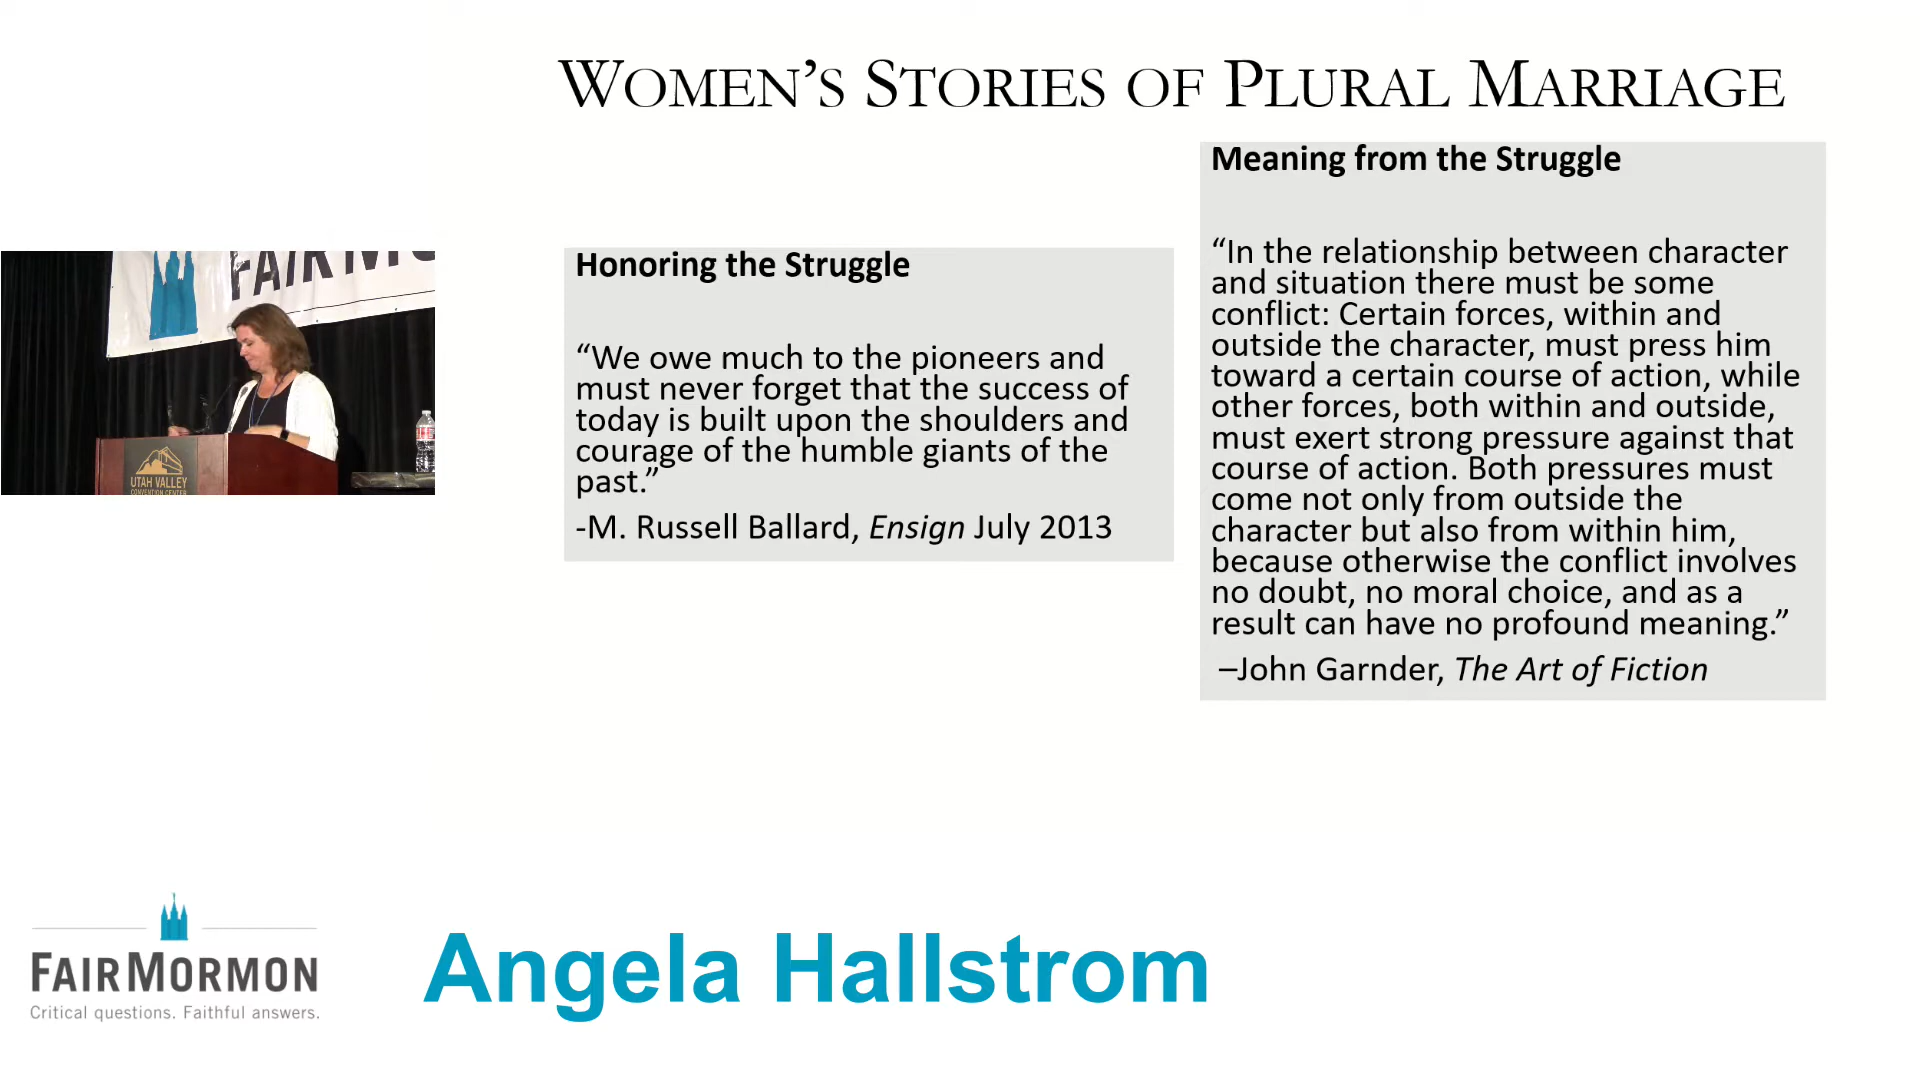 WOMEN’S STORIES OF PLURAL MARRIAGE
Honoring the Struggle
“We owe much to the pioneers and
must never forget that the success of
today is built upon the shoulders and
courage of the humble giants of the
past.”
-M. Russell Ballard, Ensign July 2013
Meaning from the Struggle
“In the relationship between character
and situation there must be some
conflict: Certain forces, within and
outside the character, must press him
toward a certain course of action, while
other forces, both within and outside,
must exert strong pressure against that
course of action. Both pressures must
come not only from outside the
character but also from within him,
because otherwise the conflict involves
no doubt, no moral choice, and as a
result can have no profound meaning.”
–John Garnder, The Art of Fiction
FAIRMO
UTAH VALLEY
CONVENTION CENTER
FAIRMORMON
Critical questions. Faithful answers.
Angela Hallstrom